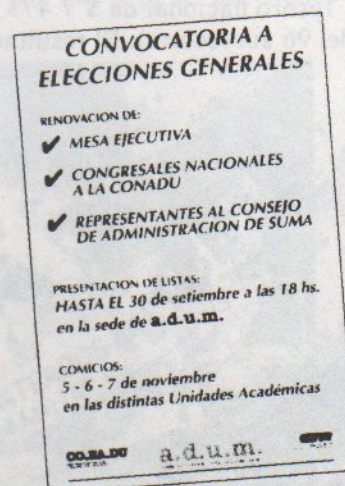 CONVOCATORIA A
ELECCIONES GENERALES
RENOVACION DE:
✔ MESA EJECUTIVA
✔ CONGRESALES NACIONALES
A LA CONADU
✔ REPRESENTANTES AL CONSEJO
DE ADMINISTRACION DE SUMA
PRESENTACION DE LISTAS:
HASTA EL 30 de setiembre a las 18 hs.
en la sede de a.d.u.m.
COMICIOS:
5 - 6 - 7 de noviembre
en las distintas Unidades Académicas
CO.NA.DU a.d.u.m.